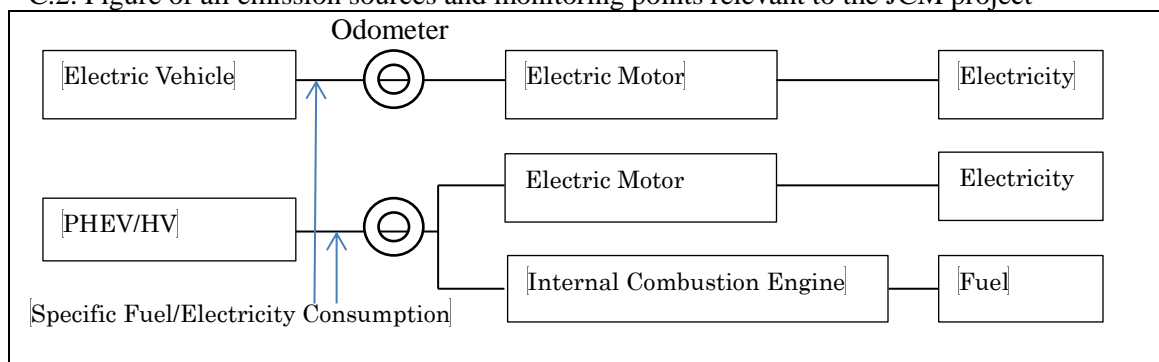 C.2. Figure of all emission sources and monitoring points relevant to the JCM project
Odometer
Electric Vehicle
Electric Motor
Electricity
Electric Motor
Electricity
PHEV/HV
Internal Combustion Engine
Fuel
Specific Fuel/Electricity Consumption